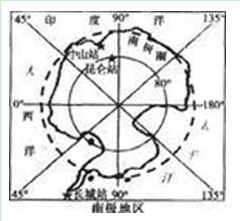 45° 印 度 90° 洋 135°
中山站
昆仑站
南极圈
80°
大
西
洋
0°
180°
太
平
洋
45° 90° 135°
长城站
南极地区